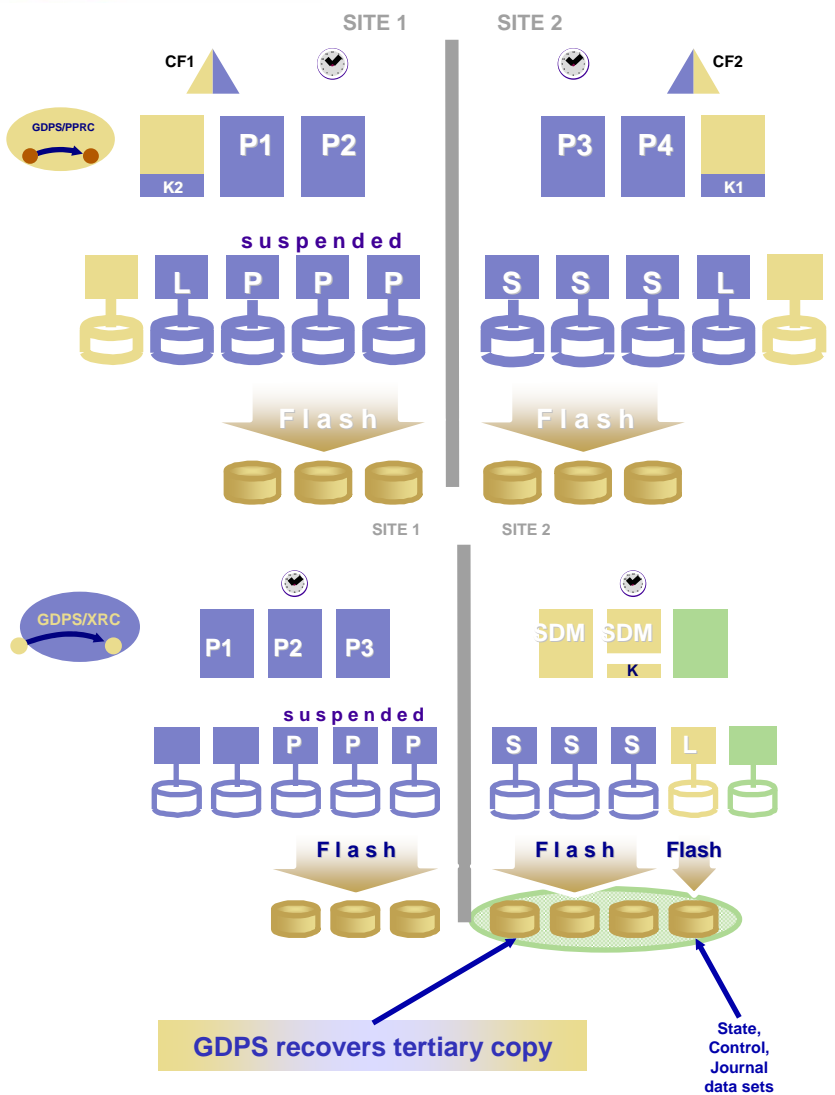 SITE 1
SITE 2
CF1
CF2
GDPS/PPRC
P1
P2
P3
P4
K2
K1
suspended
L
P
P
P
S
S
S
L
Flash
Flash
SITE 1
SITE 2
GDPS/XRC
P1
P2
P3
SDM
SDM
K
suspended
P
P
P
S
S
S
L
Flash
Flash
Flash
GDPS recovers tertiary copy
State,
Control,
Journal
data sets